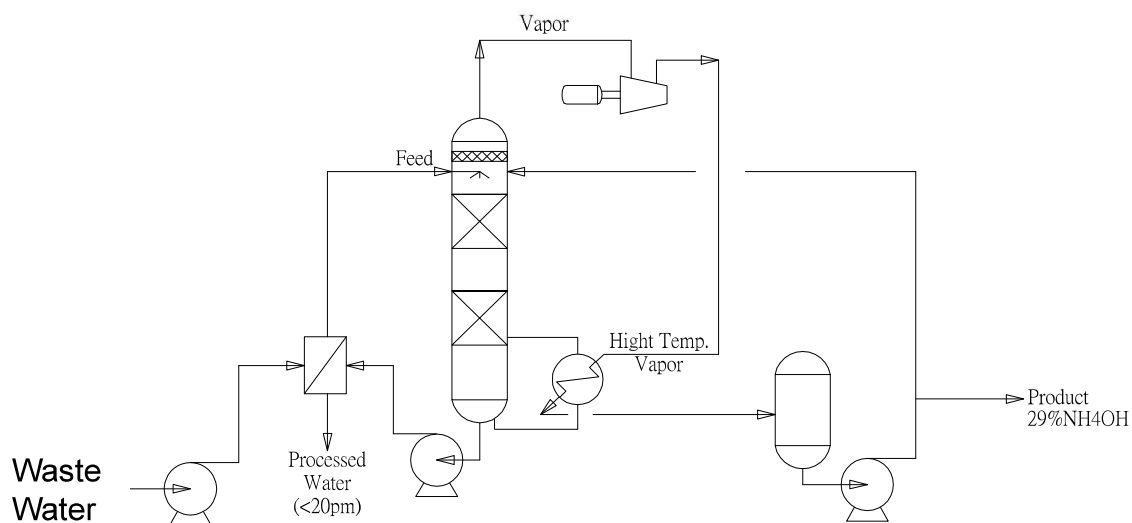 Vapor
Feed
Hight Temp.
Vapor
Product
29%NH4OH
Processed
Water
(<20pm)
Waste
Water